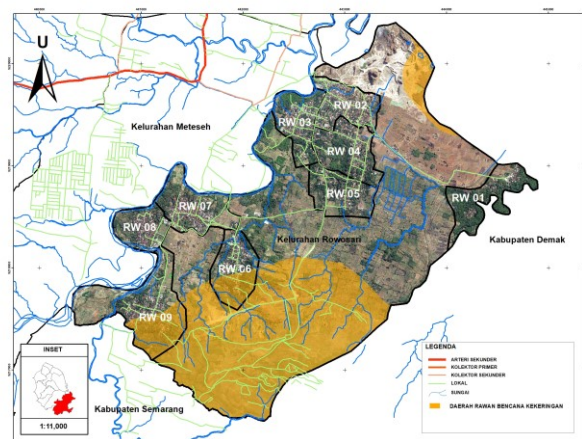 U
Kelurahan Meteseh
RW 02
RW 03
RW 04
RW 05
RW 01
RW 07
RW 08
Kelurahan Rowosari
Kabupaten Demak
RW 06
RW 09
INSET
1:11,000
Kabupaten Semarang
LEGENDA
ARTERI SEKUNDER
KOLEKTOR PRIMER
KOLEKTOR SEKUNDER
LOKAL
SUNGAI
DAERAH RAWAN BENCANA KEKERINGAN